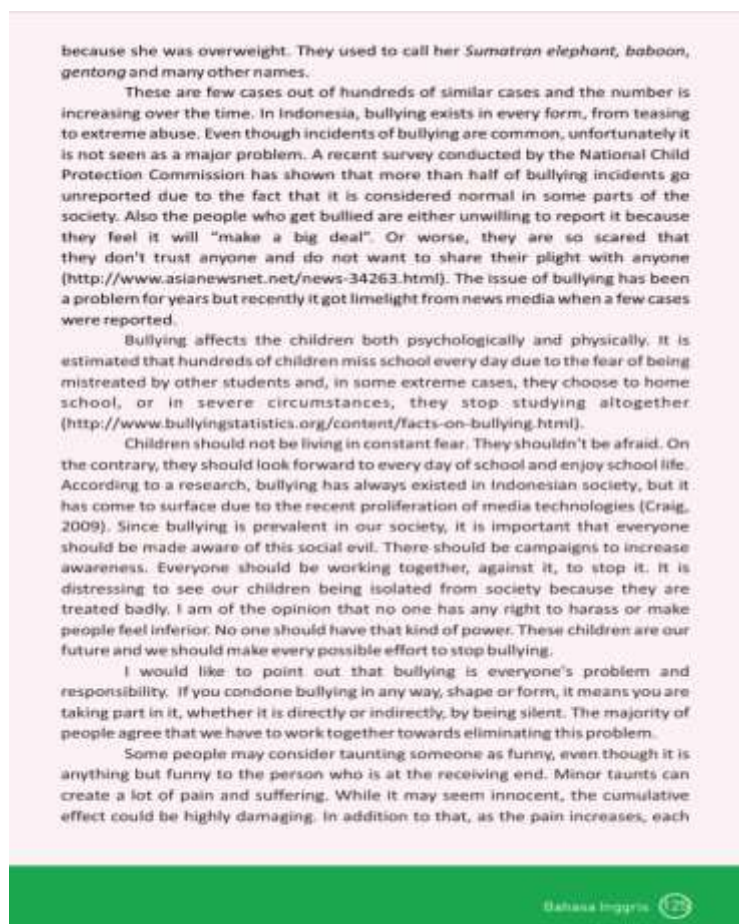 because she was overweight. They used to call her Sumatran elephant, baboon,
gentong and many other names.
These are few cases out of hundreds of similar cases and the number is
increasing over the time. In Indonesia, bullying exists in every form, from teasing
to extreme abuse. Even though incidents of bullying are common, unfortunately it
is not seen as a major problem. A recent survey conducted by the National Child
Protection Commission has shown that more than half of bullying incidents go
unreported due to the fact that it is considered normal in some parts of the
society. Also the people who get bullied are either unwilling to report it because
they feel it will “make a big deal”. Or worse, they are so scared that
they don't trust anyone and do not want to share their plight with anyone
(http://www.asianewsnet.net/news-34263.html). The issue of bullying has been
a problem for years but recently it got limelight from news media when a few cases
were reported.
Bullying affects the children both psychologically and physically. It is
estimated that hundreds of children miss school every day due to the fear of being
mistreated by other students and, in some extreme cases, they choose to home
school, or in severe circumstances, they stop studying altogether
(http://www.bullyingstatistics.org/content/facts-on-bullying.html).
Children should not be living in constant fear. They shouldn't be afraid. On
the contrary, they should look forward to every day of school and enjoy school life.
According to a research, bullying has always existed in Indonesian society, but it
has come to surface due to the recent proliferation of media technologies (Craig,
2009). Since bullying is prevalent in our society, it is important that everyone
should be made aware of this social evil. There should be campaigns to increase
awareness. Everyone should be working together, against it, to stop it. It is
distressing to see our children being isolated from society because they are
treated badly. I am of the opinion that no one has any right to harass or make
people feel inferior. No one should have that kind of power. These children are our
future and we should make every possible effort to stop bullying.
I would like to point out that bullying is everyone's problem and
responsibility. If you condone bullying in any way, shape or form, it means you are
taking part in it, whether it is directly or indirectly, by being silent. The majority of
people agree that we have to work together towards eliminating this problem.
Some people may consider taunting someone as funny, even though it is
anything but funny to the person who is at the receiving end. Minor taunts can
create a lot of pain and suffering. While it may seem innocent, the cumulative
effect could be highly damaging. In addition to that, as the pain increases, each
Bahasa Inggris 125